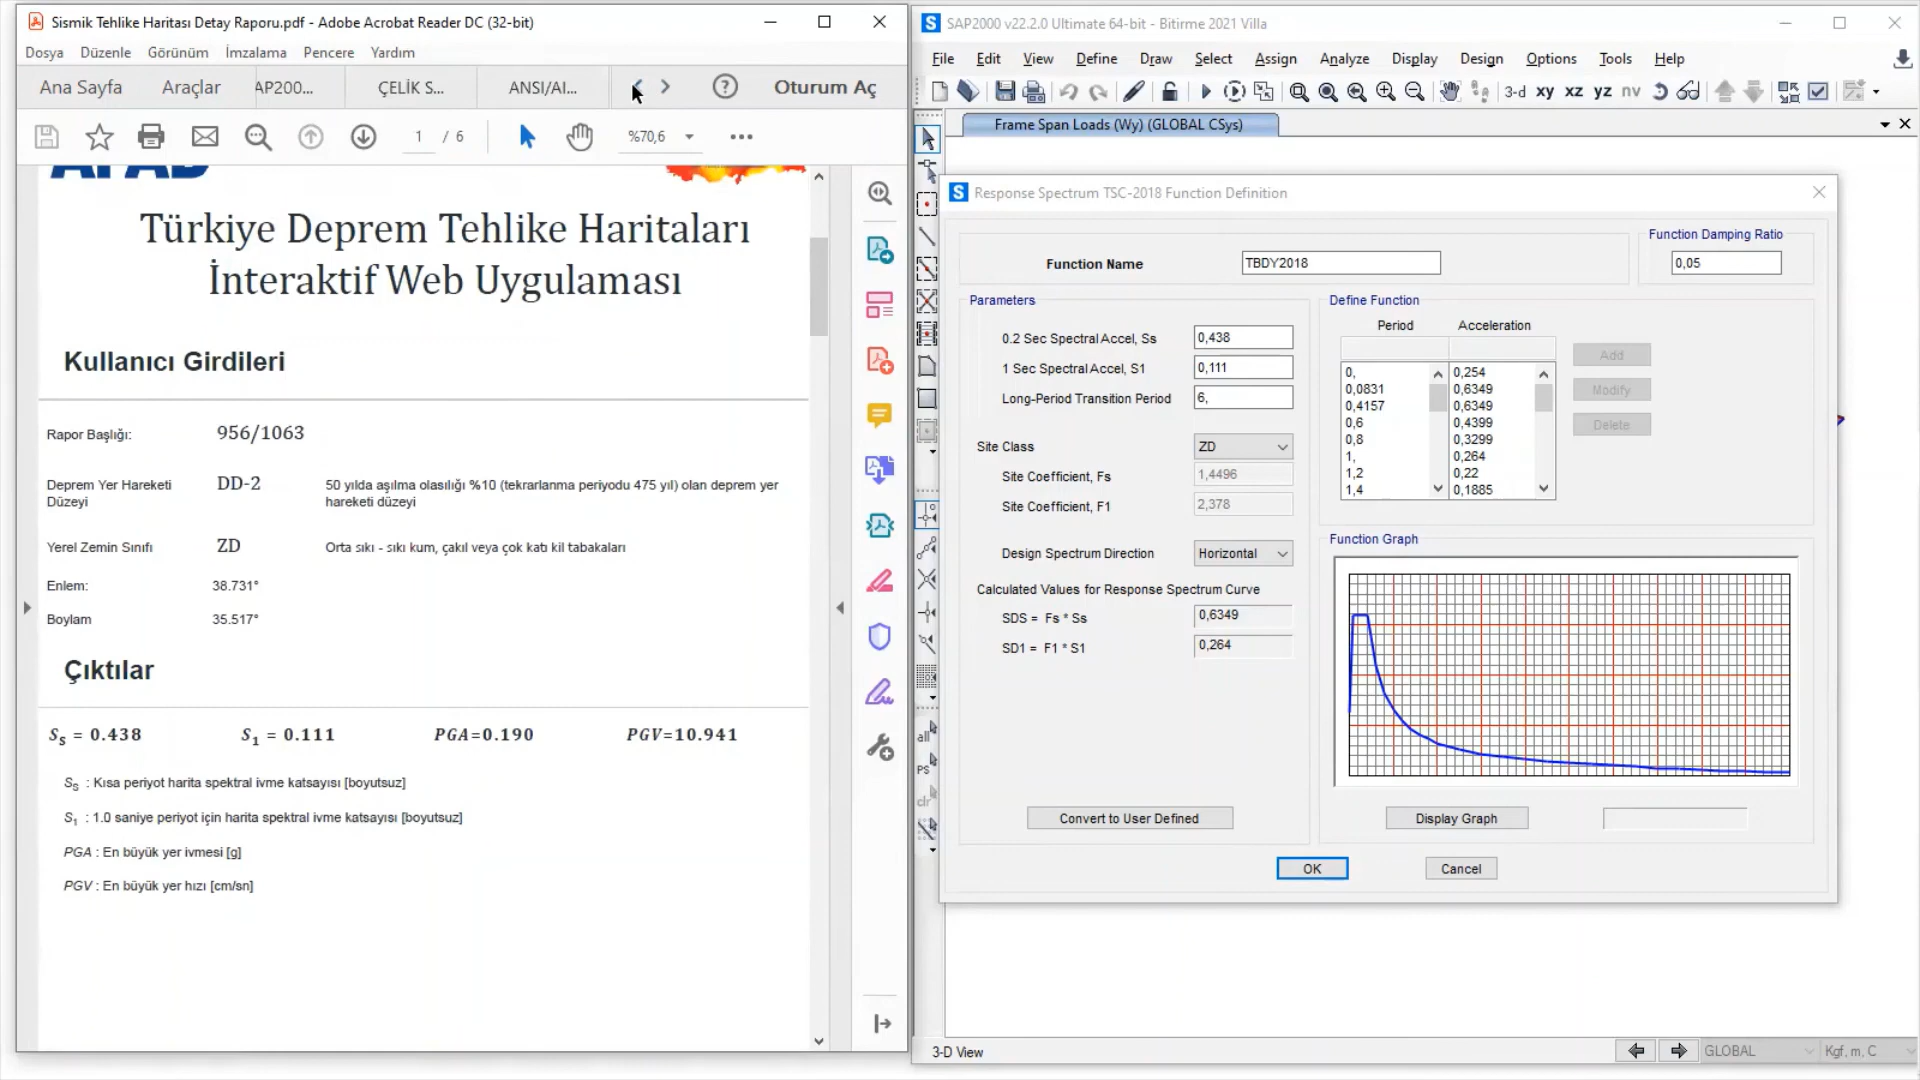 Sismik Tehlike Haritası Detay Raporu.pdf - Adobe Acrobat Reader DC (32-bit)
Dosya Düzenle Görünüm İmzalama Pencere Yardım
Ana Sayfa Araçlar AP200... ÇELİK S... ANSI/AI... Oturum Aç
1 / 6 %70,6
Türkiye Deprem Tehlike Haritaları
İnteraktif Web Uygulaması
Kullanıcı Girdileri
Rapor Başlığı: 956/1063
Deprem Yer Hareketi Düzeyi DD-2 50 yılda aşılma olasılığı %10 (tekrarlanma periyodu 475 yıl) olan deprem yer
hareketi düzeyi
Yerel Zemin Sınıfı ZD Orta sıkı - sıkı kum, çakıl veya çok katı kil tabakaları
Enlem: 38.731°
Boylam 35.517°
Çıktılar
SS = 0.438 S1 = 0.111 PGA=0.190 PGV=10.941
SS : Kısa periyot harita spektral ivme katsayısı [boyutsuz]
S1 : 1.0 saniye periyot için harita spektral ivme katsayısı [boyutsuz]
PGA : En büyük yer ivmesi [g]
PGV : En büyük yer hızı [cm/sn]
SAP2000 v22.2.0 Ultimate 64-bit - Bitirme 2021 Villa
File Edit View Define Draw Select Assign Analyze Display Design Options Tools Help
3-d xy xz yz nv
Frame Span Loads (Wy) (GLOBAL CSys)
all
PS
clr
Response Spectrum TSC-2018 Function Definition
Function Name TBDY2018
Function Damping Ratio
0,05
Parameters
0.2 Sec Spectral Accel, Ss 0,438
1 Sec Spectral Accel, S1 0,111
Long-Period Transition Period 6,
Site Class ZD
Site Coefficient, Fs 1,4496
Site Coefficient, F1 2,378
Design Spectrum Direction Horizontal
Calculated Values for Response Spectrum Curve
SDS = Fs * Ss 0,6349
SD1 = F1 * S1 0,264
Convert to User Defined
Define Function
Period Acceleration
0, 0,254
0,0831 0,6349
0,4157 0,6349
0,6 0,4399
0,8 0,3299
1, 0,264
1,2 0,22
1,4 0,1885
Add
Modify
Delete
Function Graph
Display Graph
OK Cancel
3-D View GLOBAL Kgf, m, C